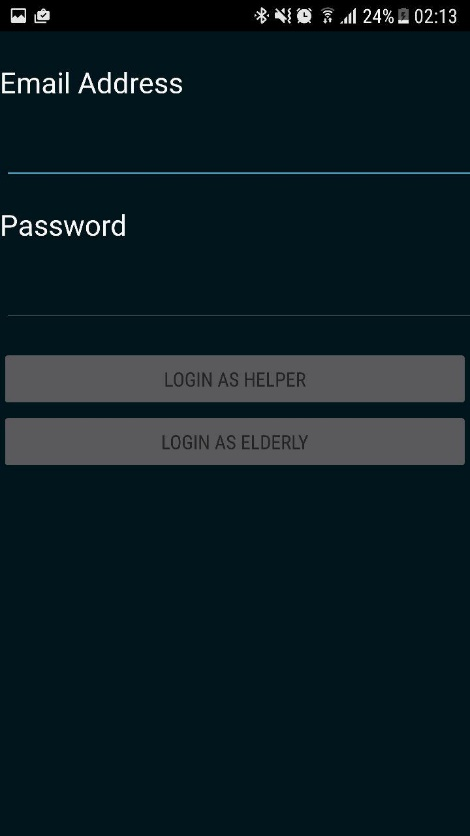 24% 02:13
Email Address
Password
LOGIN AS HELPER
LOGIN AS ELDERLY